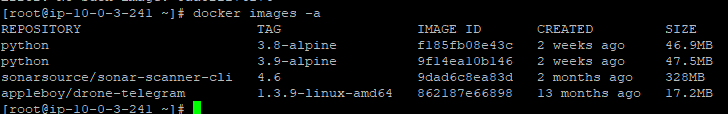 [root@ip-10-0-3-241 ~]# docker images -a
REPOSITORY TAG IMAGE ID CREATED SIZE
python 3.8-alpine f185fb08e43c 2 weeks ago 46.9MB
python 3.9-alpine 9f14ea10b146 2 weeks ago 47.5MB
sonarsource/sonar-scanner-cli 4.6 9dad6c8ea83d 2 months ago 328MB
appleboy/drone-telegram 1.3.9-linux-amd64 862187e66898 13 months ago 17.2MB
[root@ip-10-0-3-241 ~]#